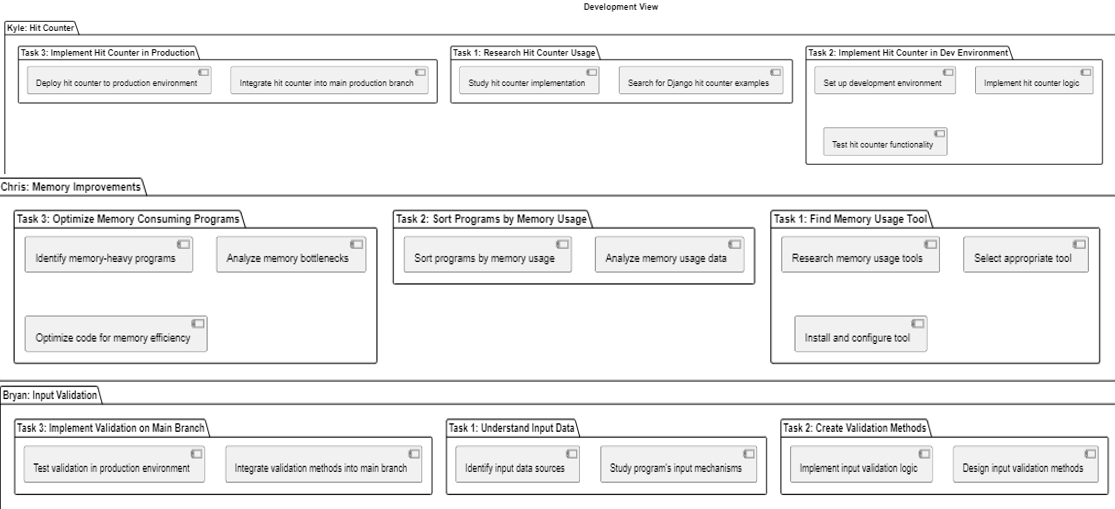 Development View
Kyle: Hit Counter
Task 3: Implement Hit Counter in Production
Deploy hit counter to production environment
Integrate hit counter into main production branch
Task 1: Research Hit Counter Usage
Study hit counter implementation
Search for Django hit counter examples
Task 2: Implement Hit Counter in Dev Environment
Set up development environment
Implement hit counter logic
Test hit counter functionality
Chris: Memory Improvements
Task 3: Optimize Memory Consuming Programs
Identify memory-heavy programs
Analyze memory bottlenecks
Optimize code for memory efficiency
Task 2: Sort Programs by Memory Usage
Sort programs by memory usage
Analyze memory usage data
Task 1: Find Memory Usage Tool
Research memory usage tools
Select appropriate tool
Install and configure tool
Bryan: Input Validation
Task 3: Implement Validation on Main Branch
Test validation in production environment
Integrate validation methods into main branch
Task 1: Understand Input Data
Identify input data sources
Study program's input mechanisms
Task 2: Create Validation Methods
Implement input validation logic
Design input validation methods